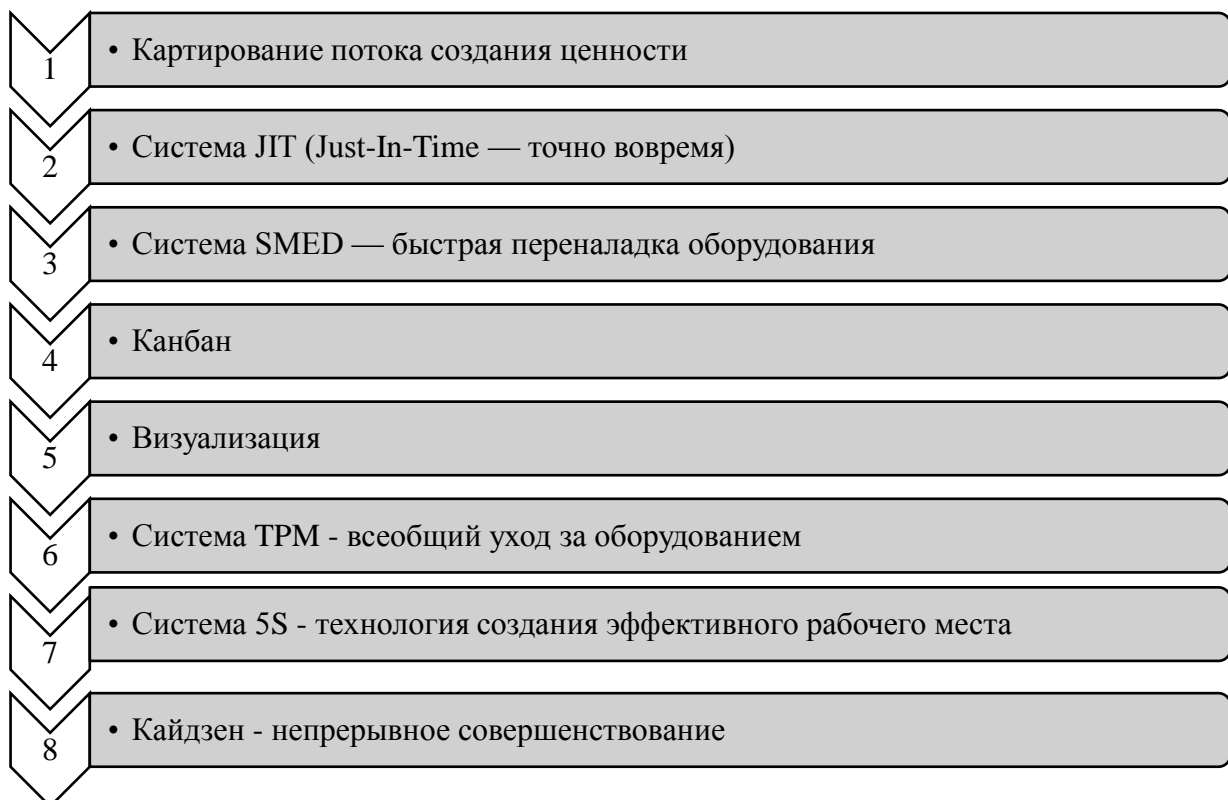 1 • Картирование потока создания ценности
2 • Система JIT (Just-In-Time — точно вовремя)
3 • Система SMED — быстрая переналадка оборудования
4 • Канбан
5 • Визуализация
6 • Система TPM - всеобщий уход за оборудованием
7 • Система 5S - технология создания эффективного рабочего места
8 • Кайдзен - непрерывное совершенствование